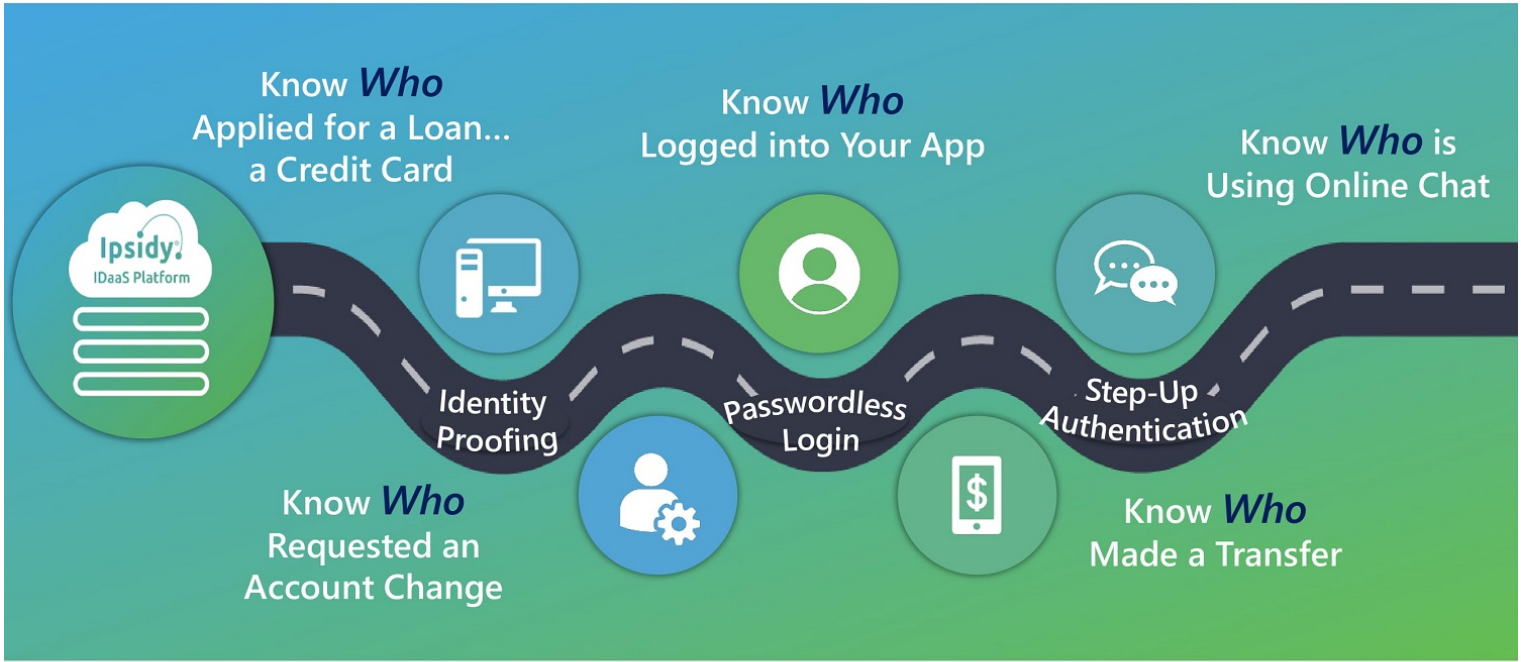 Know Who
Applied for a Loan...
a Credit Card
Know Who
Logged into Your App
Know Who is
Using Online Chat
Ipsidy®
IDaaS Platform
Identity
Proofing
Passwordless
Login
Step-Up
Authentication
$
Know Who
Requested an
Account Change
Know Who
Made a Transfer